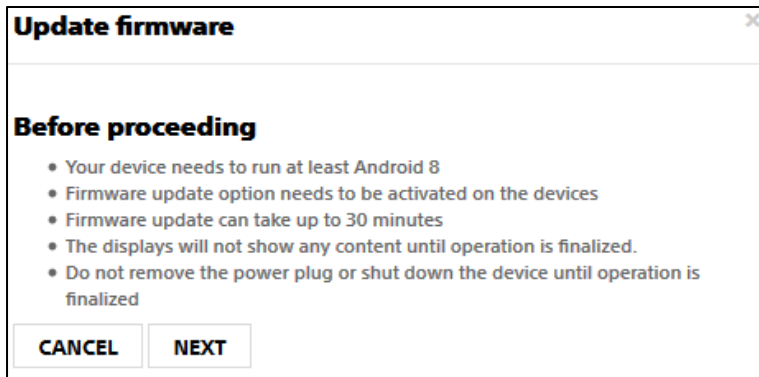 Update firmware
Before proceeding
Your device needs to run at least Android 8
Firmware update option needs to be activated on the devices
Firmware update can take up to 30 minutes
The displays will not show any content until operation is finalized.
Do not remove the power plug or shut down the device until operation is
finalized
CANCEL NEXT